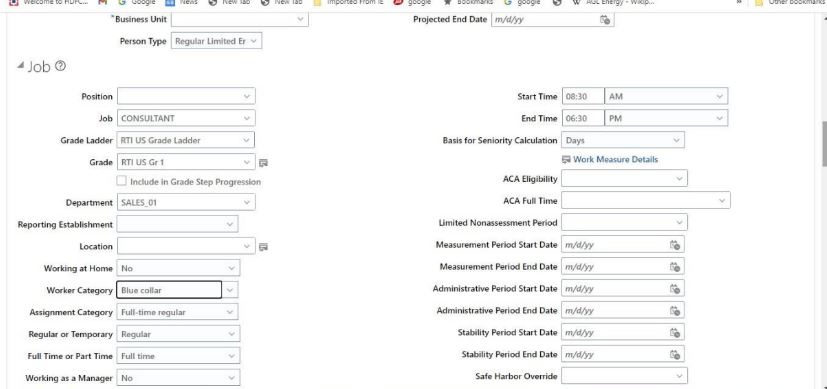 Welcome to HDFC... M Google News New Tab New Tab Imported From IE google Bookmarks google AGL Energy - Wikip... » Other bookmarks
*Business Unit
Projected End Date m/d/yy
Person Type Regular Limited Er
Job
Position
Start Time 08:30 AM
Job CONSULTANT
End Time 06:30 PM
Grade Ladder RTI US Grade Ladder
Basis for Seniority Calculation Days
Grade RTI US Gr 1
Work Measure Details
Include in Grade Step Progression
ACA Eligibility
Department SALES_01
ACA Full Time
Reporting Establishment
Limited Nonassessment Period
Location
Measurement Period Start Date m/d/yy
Working at Home No
Measurement Period End Date m/d/yy
Worker Category Blue collar
Administrative Period Start Date m/d/yy
Assignment Category Full-time regular
Administrative Period End Date m/d/yy
Regular or Temporary Regular
Stability Period Start Date m/d/yy
Full Time or Part Time Full time
Stability Period End Date m/d/yy
Working as a Manager No
Safe Harbor Override